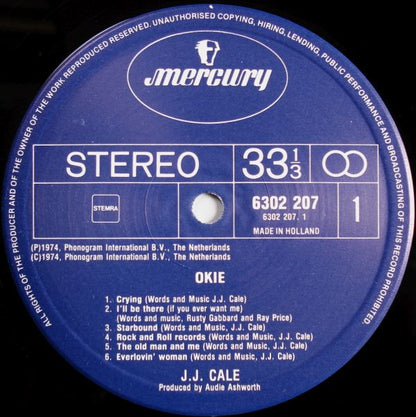 ALL RIGHTS OF THE PRODUCER AND OF THE OWNER OF THE WORK REPRODUCED RESERVED. UNAUTHORISED COPYING, HIRING, LENDING, PUBLIC PERFORMANCE AND BROADCASTING OF THIS RECORD PROHIBITED.
mercury
STEREO
33 1/3
STEMRA
6302 207
6302 207. 1
MADE IN HOLLAND
1
(P)1974, Phonogram International B.V., The Netherlands
(C)1974, Phonogram International B.V., The Netherlands
OKIE
1. Crying (Words and Music J.J. Cale)
2. I'll be there (if you ever want me)
(Words and music, Rusty Gabbard and Ray Price)
3. Starbound (Words and Music, J.J. Cale)
4. Rock and Roll records (Words and Music, J.J. Cale)
5. The old man and me (Words and Music, J.J. Cale)
6. Everlovin' woman (Words and Music, J.J. Cale)
J.J. CALE
Produced by Audie Ashworth